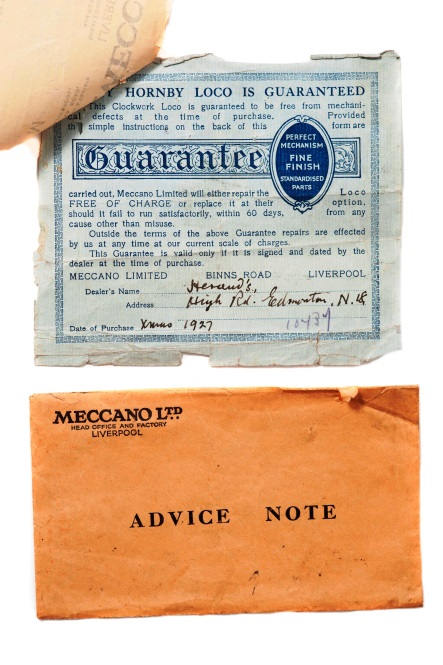 HORNBY LOCO IS GUARANTEED
This Clockwork Loco is guaranteed to be free from mechani-
cal defects at the time of purchase. Provided
the simple instructions on the back of this form are
Guarantee
PERFECT
MECHANISM
FINE
FINISH
STANDARDISED
PARTS
carried out, Meccano Limited will either repair the Loco
FREE OF CHARGE or replace it at their option,
should it fail to run satisfactorily, within 60 days, from any
cause other than misuse.
Outside the terms of the above Guarantee repairs are effected
by us at any time at our current scale of charges.
This Guarantee is valid only if it is signed and dated by the
dealer at the time of purchase.
MECCANO LIMITED BINNS ROAD LIVERPOOL
Dealer's Name
Address High Rd. Edmonton, N.
Date of Purchase Xmas 1927
MECCANO LTD
HEAD OFFICE AND FACTORY
LIVERPOOL
ADVICE NOTE